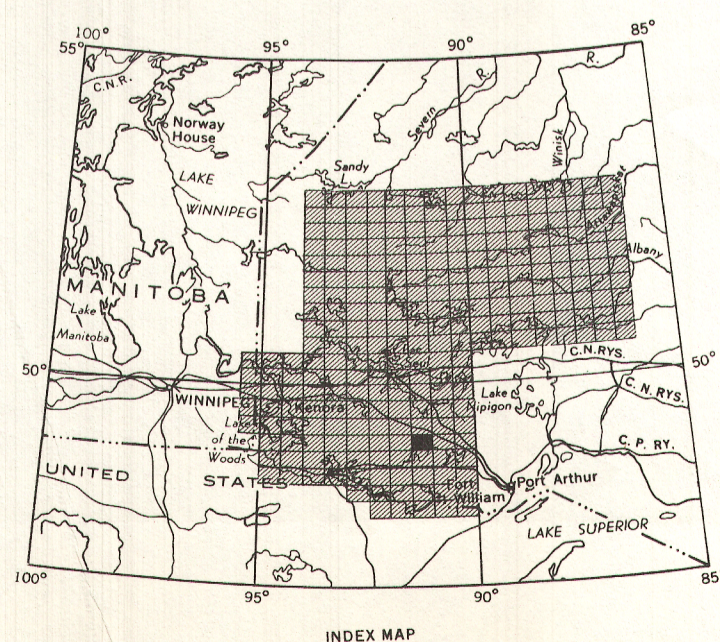 100°
55°
95°
90°
85°
C.N.R.
R.
R.
Norway
House
Severn
Winisk
Sandy
L.
LAKE
WINNIPEG
Attawapiskat
Albany
MANITOBA
Lake
Manitoba
C.N.RYS.
50°
50°
WINNIPEG
Kenora
Lake
Nipigon
C.N.RYS.
Lake
of the
Woods
C.P.RY.
UNITED STATES
Fort
William
Port Arthur
LAKE SUPERIOR
100°
95°
90°
85°
INDEX MAP